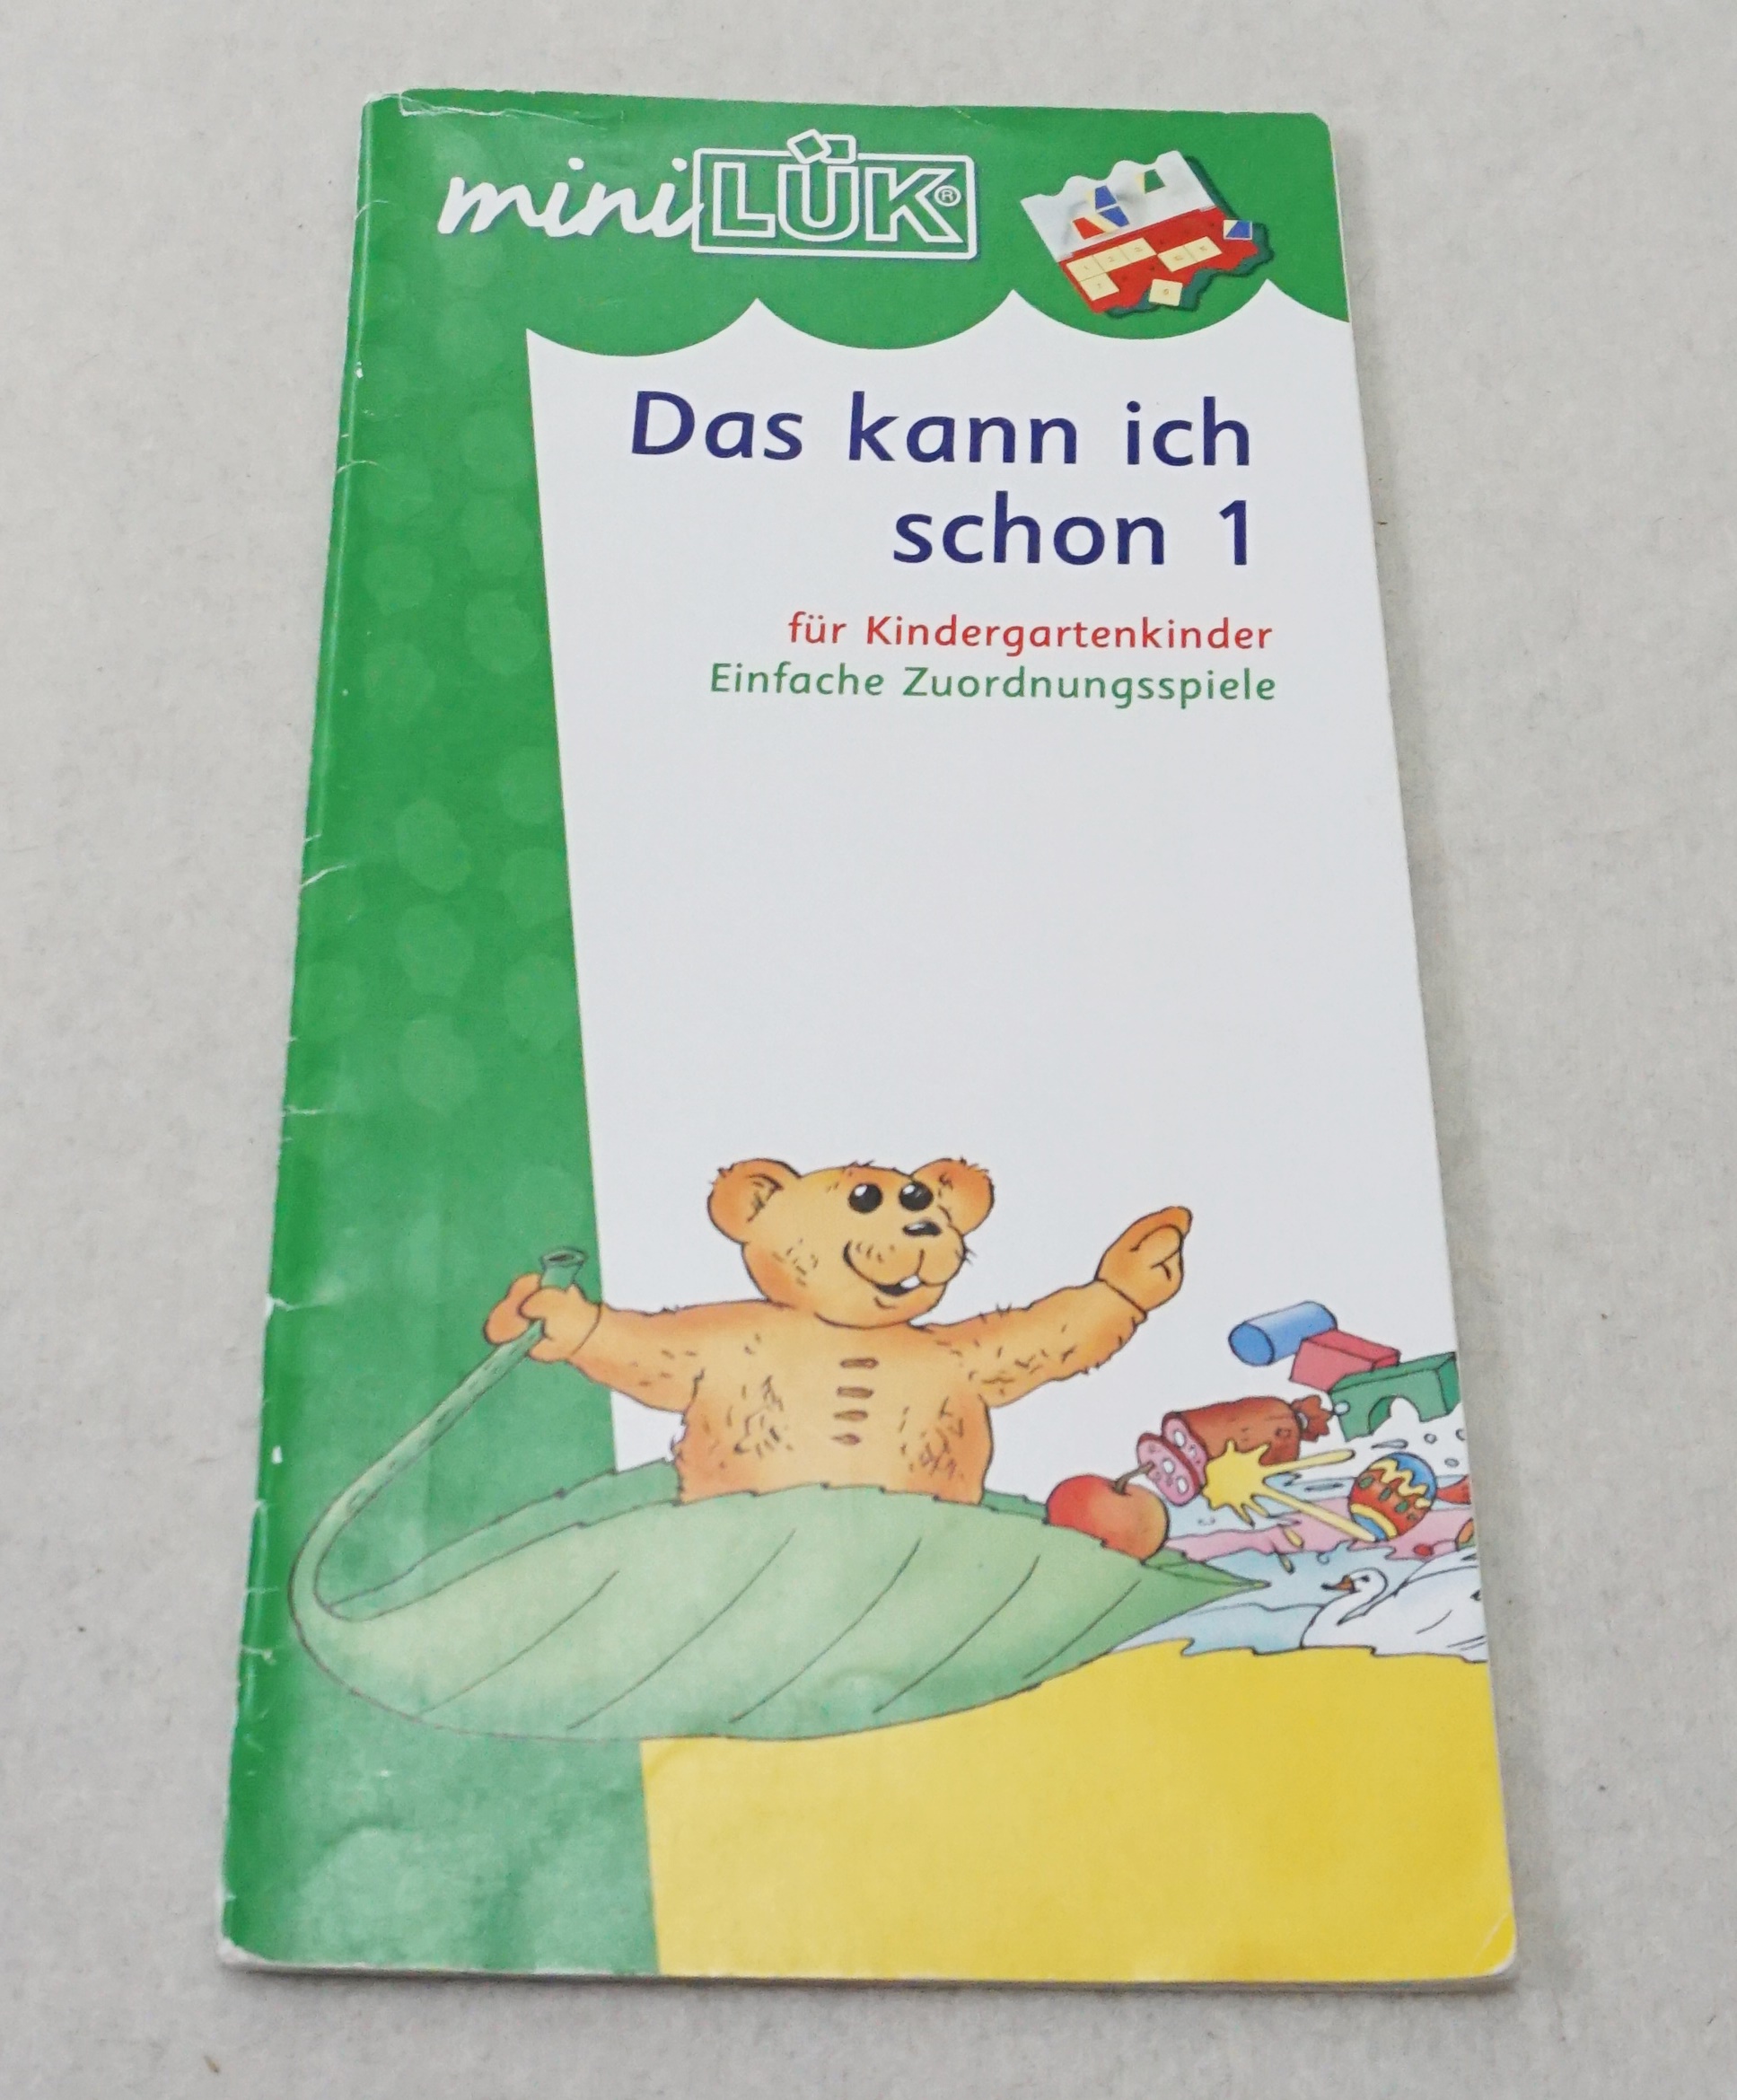 mini LÜK®
Das kann ich
schon 1
für Kindergartenkinder
Einfache Zuordnungsspiele